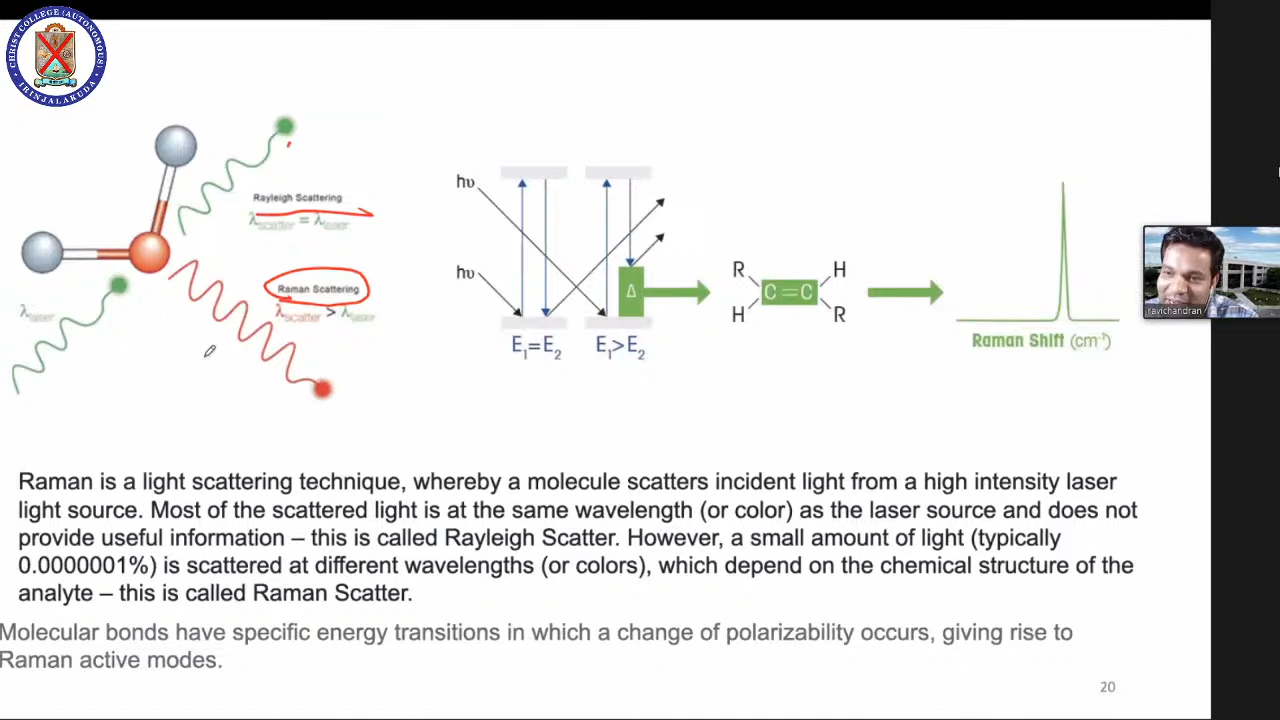 CHRIST COLLEGE (AUTONOMOUS)
IRINJALAKUDA
Rayleigh Scattering
λscatter = λlaser
Raman Scattering
λscatter > λlaser
λlaser
hυ
hυ
E1=E2
E1>E2
Δ
R
H
C=C
H
R
Raman Shift (cm-1)
ravichandran
Raman is a light scattering technique, whereby a molecule scatters incident light from a high intensity laser
light source. Most of the scattered light is at the same wavelength (or color) as the laser source and does not
provide useful information – this is called Rayleigh Scatter. However, a small amount of light (typically
0.0000001%) is scattered at different wavelengths (or colors), which depend on the chemical structure of the
analyte – this is called Raman Scatter.
Molecular bonds have specific energy transitions in which a change of polarizability occurs, giving rise to
Raman active modes.
20